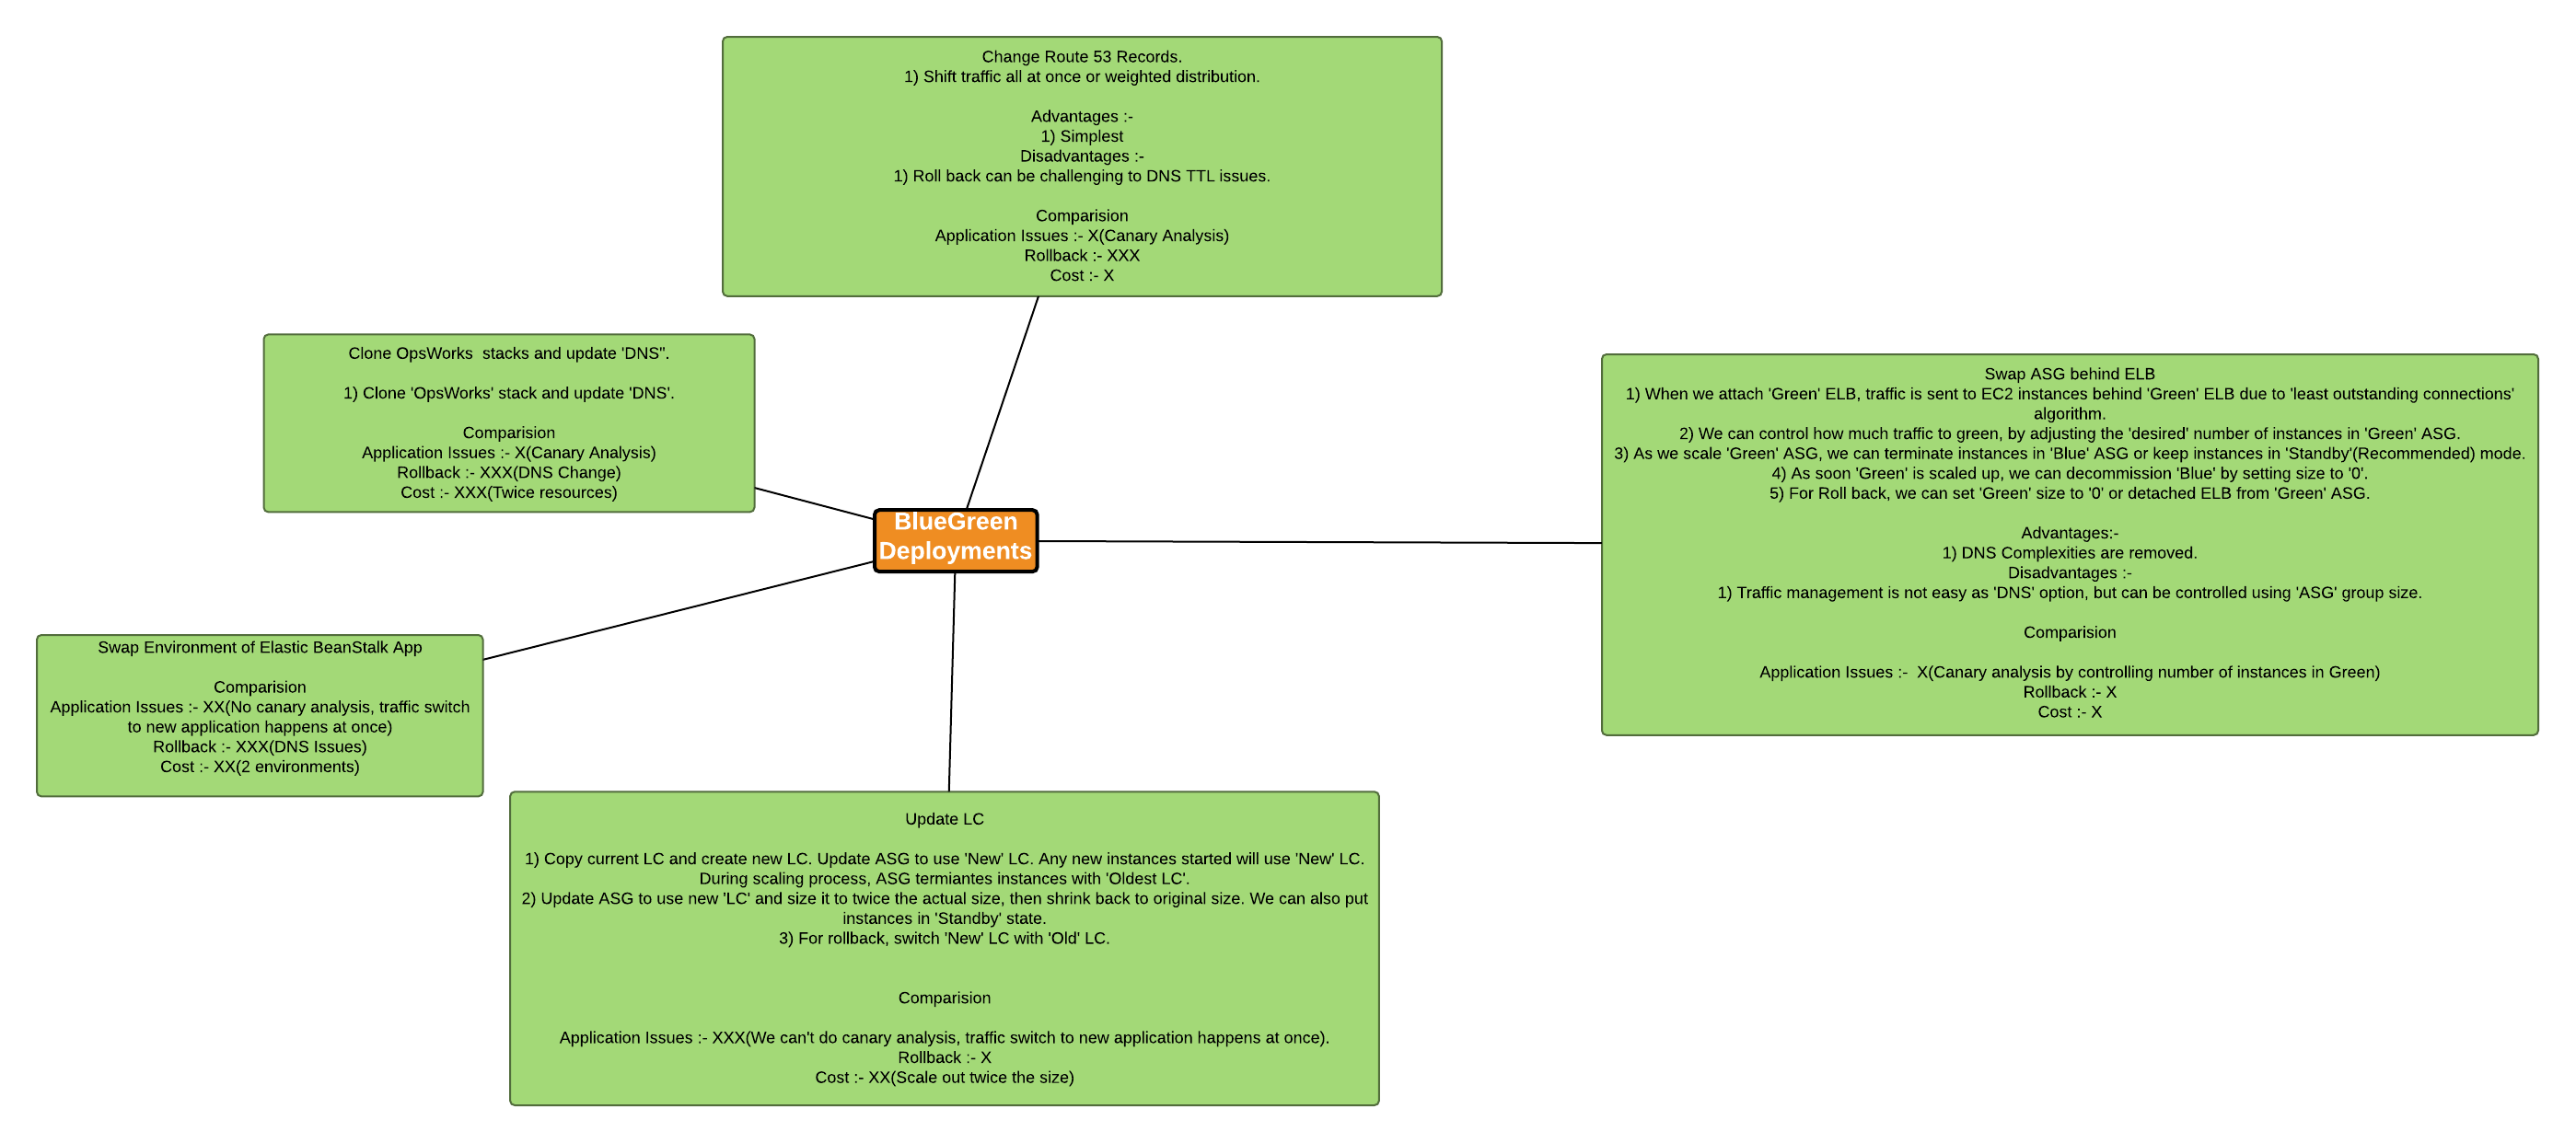 Change Route 53 Records.
1) Shift traffic all at once or weighted distribution.
Advantages :-
1) Simplest
Disadvantages :-
1) Roll back can be challenging to DNS TTL issues.
Comparision
Application Issues :- X(Canary Analysis)
Rollback :- XXX
Cost :- X
Clone OpsWorks  stacks and update 'DNS".
1) Clone 'OpsWorks' stack and update 'DNS'.
Comparision
Application Issues :- X(Canary Analysis)
Rollback :- XXX(DNS Change)
Cost :- XXX(Twice resources)
Swap ASG behind ELB
1) When we attach 'Green' ELB, traffic is sent to EC2 instances behind 'Green' ELB due to 'least outstanding connections'
algorithm.
2) We can control how much traffic to green, by adjusting the 'desired' number of instances in 'Green' ASG.
3) As we scale 'Green' ASG, we can terminate instances in 'Blue' ASG or keep instances in 'Standby'(Recommended) mode.
4) As soon 'Green' is scaled up, we can decommission 'Blue' by setting size to '0'.
5) For Roll back, we can set 'Green' size to '0' or detached ELB from 'Green' ASG.
Advantages:-
1) DNS Complexities are removed.
Disadvantages :-
1) Traffic management is not easy as 'DNS' option, but can be controlled using 'ASG' group size.
Comparision
Application Issues :-  X(Canary analysis by controlling number of instances in Green)
Rollback :- X
Cost :- X
BlueGreen
Deployments
Swap Environment of Elastic BeanStalk App
Comparision
Application Issues :- XX(No canary analysis, traffic switch
to new application happens at once)
Rollback :- XXX(DNS Issues)
Cost :- XX(2 environments)
Update LC
1) Copy current LC and create new LC. Update ASG to use 'New' LC. Any new instances started will use 'New' LC.
During scaling process, ASG termiantes instances with 'Oldest LC'.
2) Update ASG to use new 'LC' and size it to twice the actual size, then shrink back to original size. We can also put
instances in 'Standby' state.
3) For rollback, switch 'New' LC with 'Old' LC.
Comparision
Application Issues :- XXX(We can't do canary analysis, traffic switch to new application happens at once).
Rollback :- X
Cost :- XX(Scale out twice the size)